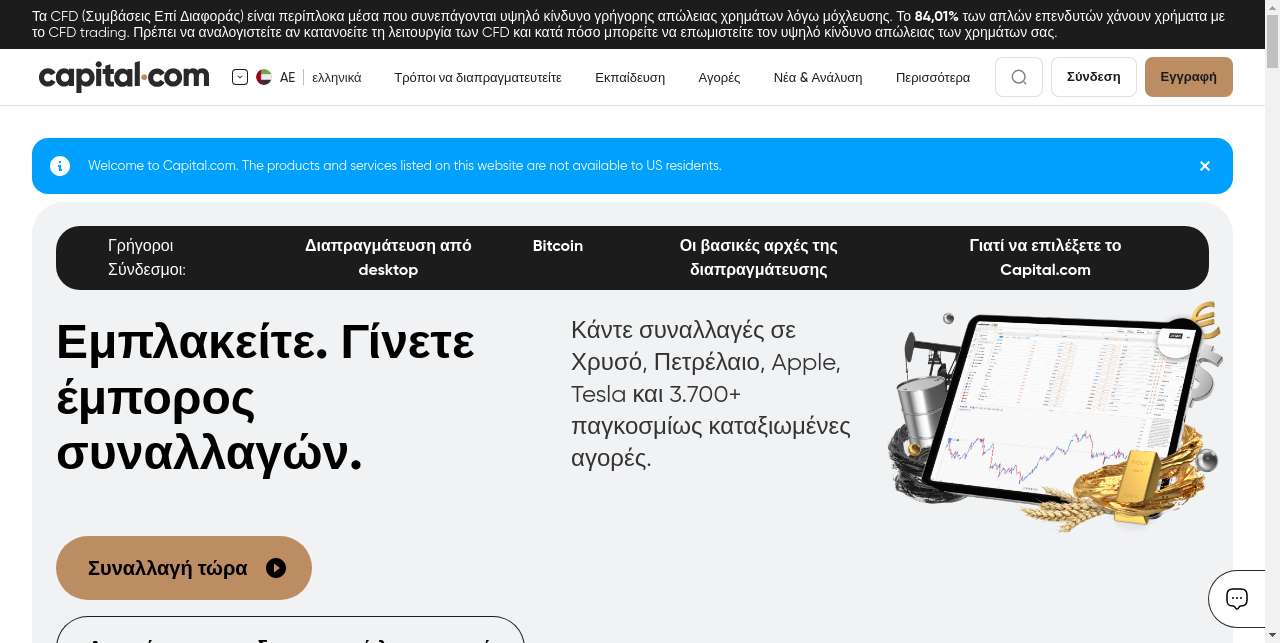 Τα CFD (Συμβάσεις Επί Διαφοράς) είναι περίπλοκα μέσα που συνεπάγονται υψηλό κίνδυνο γρήγορης απώλειας χρημάτων λόγω μόχλευσης. Το 84,01% των απλών επενδυτών χάνουν χρήματα με
το CFD trading. Πρέπει να αναλογιστείτε αν κατανοείτε τη λειτουργία των CFD και κατά πόσο μπορείτε να επωμιστείτε τον υψηλό κίνδυνο απώλειας των χρημάτων σας.
capital.com AE ελληνικά Τρόποι να διαπραγματευτείτε Εκπαίδευση Αγορές Νέα & Ανάλυση Περισσότερα Σύνδεση Εγγραφή
Welcome to Capital.com. The products and services listed on this website are not available to US residents.
Γρήγοροι
Σύνδεσμοι:
Διαπραγμάτευση από
desktop
Bitcoin
Οι βασικές αρχές της
διαπραγμάτευσης
Γιατί να επιλέξετε το
Capital.com
Εμπλακείτε. Γίνετε
έμπορος
συναλλαγών.
Κάντε συναλλαγές σε
Χρυσό, Πετρέλαιο, Apple,
Tesla και 3.700+
παγκοσμίως καταξιωμένες
αγορές.
Συναλλαγή τώρα